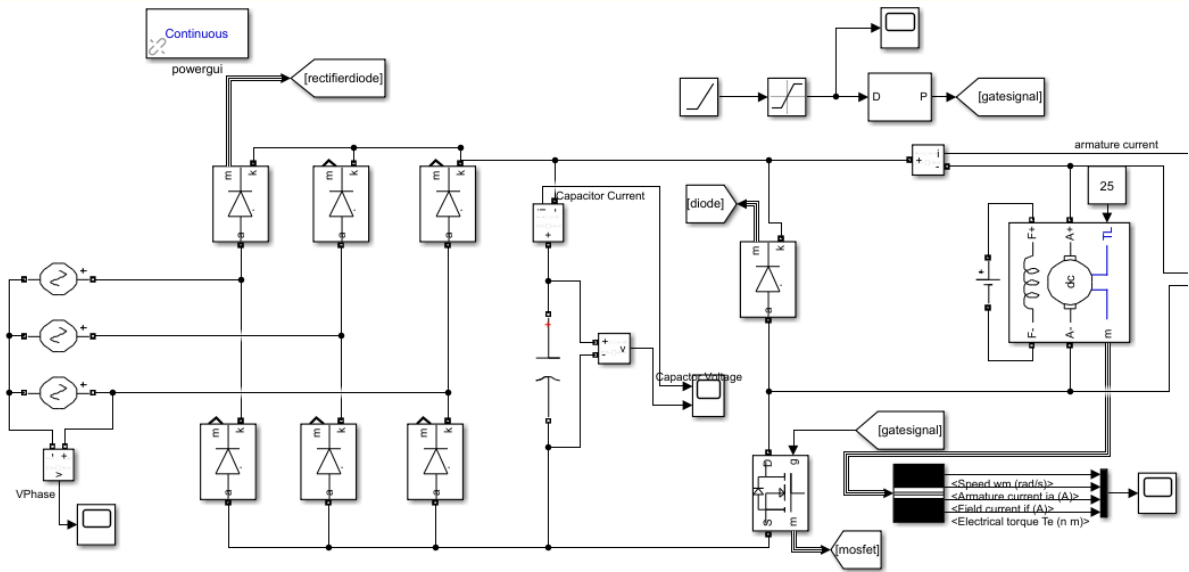 Continuous
powergui
[rectifierdiode]
D P
[gatesignal]
armature current
i
+ -
25
m k
m k
m k
a
a
a
Capacitor Current
i
+
[diode]
m k
a
F+ A+ TL
dc
F- A- m
+
+
+
+
+ v
-
Capactor Voltage
m k
m k
m k
a
a
a
- +
v
VPhase
[gatesignal]
D g
S m
[mosfet]
<Speed wm (rad/s)>
<Armature current ia (A)>
<Field current if (A)>
<Electrical torque Te (n m)>